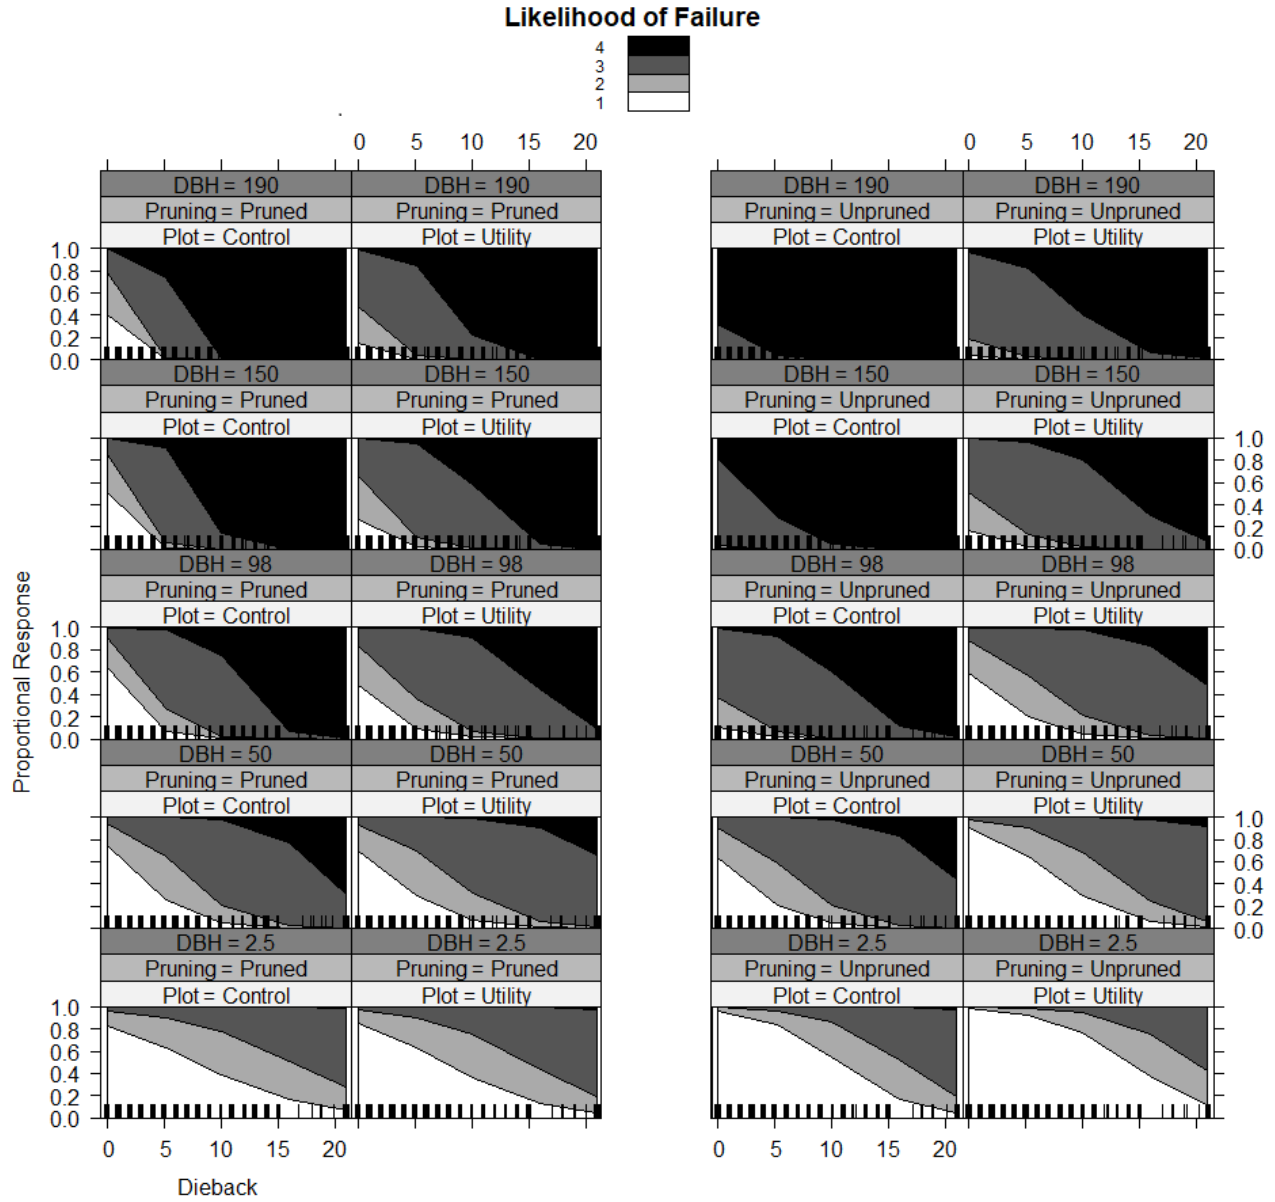 Likelihood of Failure
4
3
2
1
0 5 10 15 20 0 5 10 15 20
DBH = 190 DBH = 190 DBH = 190 DBH = 190
Pruning = Pruned Pruning = Pruned Pruning = Unpruned Pruning = Unpruned
Plot = Control Plot = Utility Plot = Control Plot = Utility
1.0
0.8
0.6
0.4
0.2
0.0
DBH = 150 DBH = 150 DBH = 150 DBH = 150
Pruning = Pruned Pruning = Pruned Pruning = Unpruned Pruning = Unpruned
Plot = Control Plot = Utility Plot = Control Plot = Utility
1.0
0.8
0.6
0.4
0.2
0.0
DBH = 98 DBH = 98 DBH = 98 DBH = 98
Pruning = Pruned Pruning = Pruned Pruning = Unpruned Pruning = Unpruned
Plot = Control Plot = Utility Plot = Control Plot = Utility
1.0
0.8
0.6
0.4
0.2
0.0
Proportional Response
DBH = 50 DBH = 50 DBH = 50 DBH = 50
Pruning = Pruned Pruning = Pruned Pruning = Unpruned Pruning = Unpruned
Plot = Control Plot = Utility Plot = Control Plot = Utility
1.0
0.8
0.6
0.4
0.2
0.0
DBH = 2.5 DBH = 2.5 DBH = 2.5 DBH = 2.5
Pruning = Pruned Pruning = Pruned Pruning = Unpruned Pruning = Unpruned
Plot = Control Plot = Utility Plot = Control Plot = Utility
1.0
0.8
0.6
0.4
0.2
0.0
0 5 10 15 20 0 5 10 15 20
Dieback